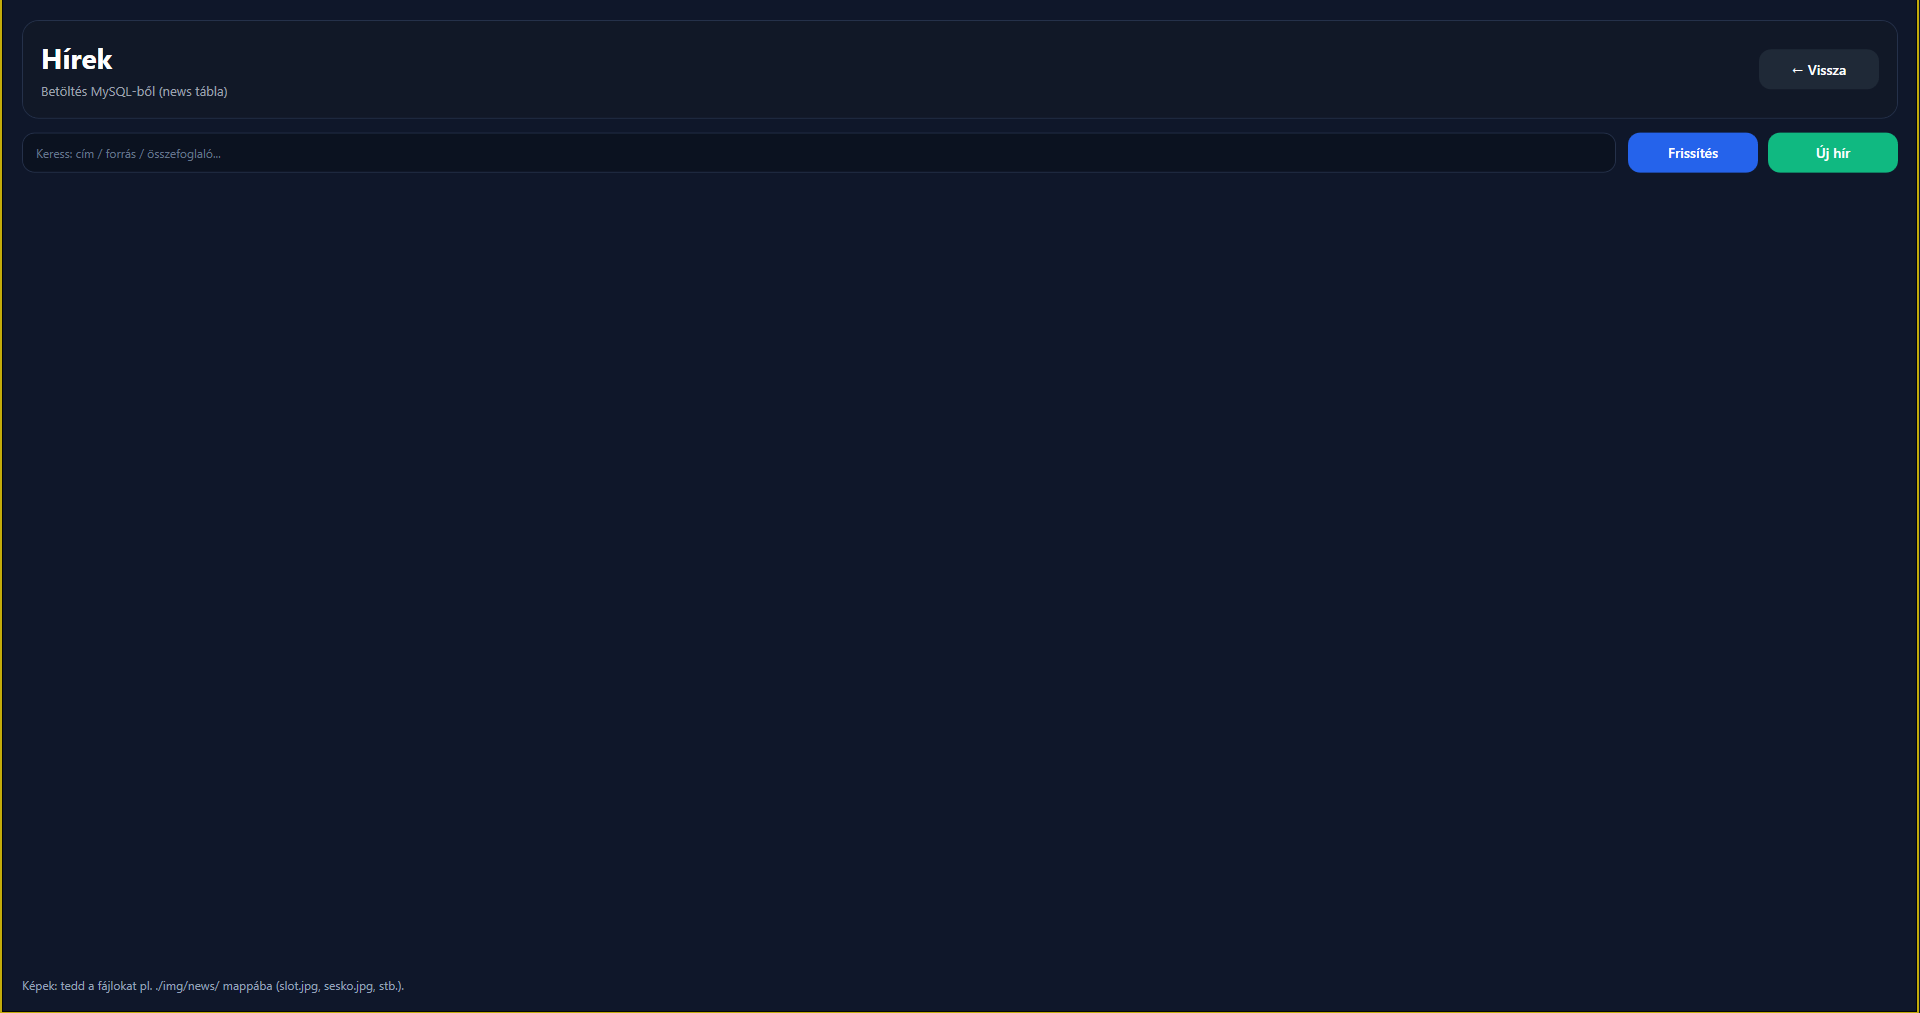 Hírek
Betöltés MySQL-ből (news tábla)
← Vissza
Keress: cím / forrás / összefoglaló...
Frissítés
Új hír
Képek: tedd a fájlokat pl. ./img/news/ mappába (slot.jpg, sesko.jpg, stb.).